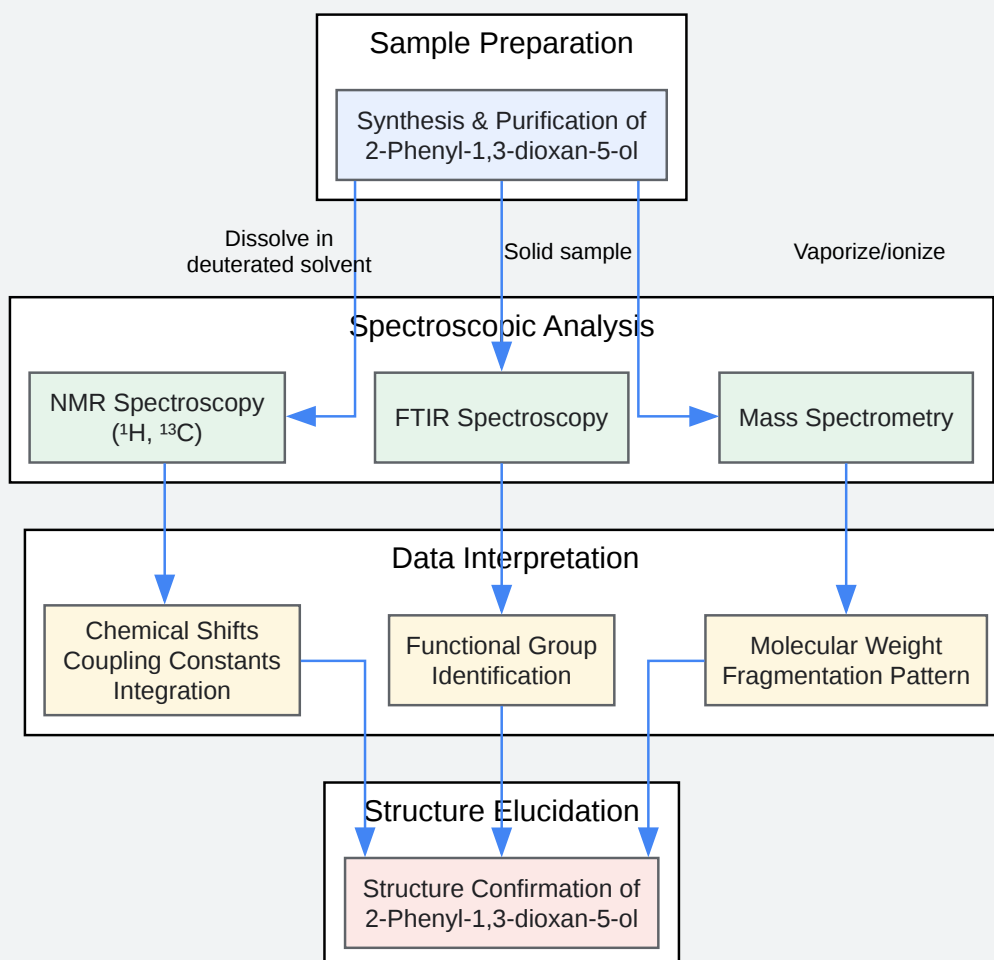 Sample Preparation
Synthesis & Purification of
2-Phenyl-1,3-dioxan-5-ol
Dissolve in
deuterated solvent
Solid sample
Vaporize/ionize
Spectroscopic Analysis
NMR Spectroscopy
(¹H, ¹³C)
FTIR Spectroscopy
Mass Spectrometry
Data Interpretation
Chemical Shifts
Coupling Constants
Integration
Functional Group
Identification
Molecular Weight
Fragmentation Pattern
Structure Elucidation
Structure Confirmation of
2-Phenyl-1,3-dioxan-5-ol